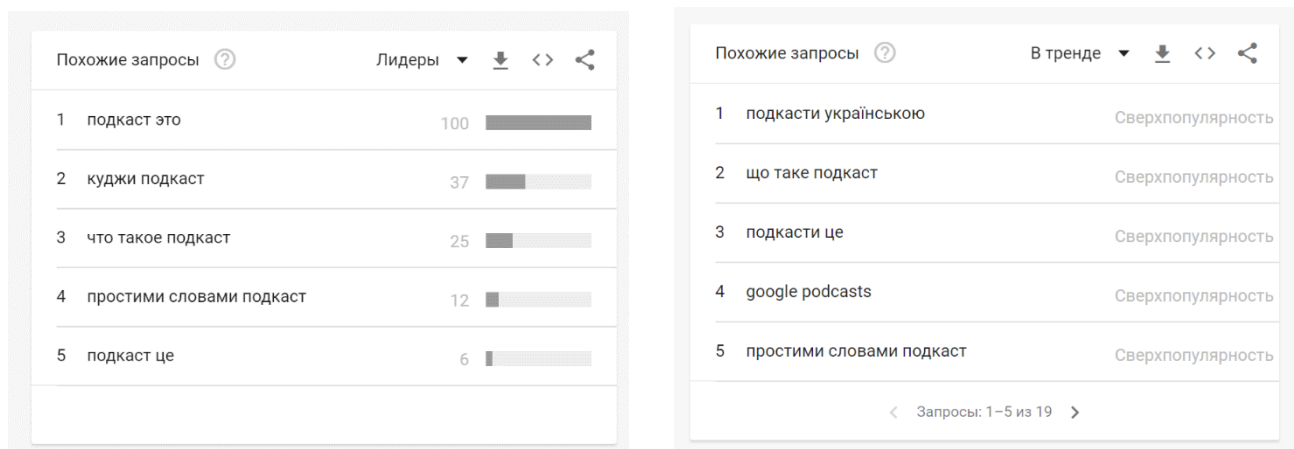 Похожие запросы
Лидеры
1 подкаст это 100
2 куджи подкаст 37
3 что такое подкаст 25
4 простими словами подкаст 12
5 подкаст це 6
Похожие запросы
В тренде
1 подкасти українською Сверхпопулярность
2 що таке подкаст Сверхпопулярность
3 подкасти це Сверхпопулярность
4 google podcasts Сверхпопулярность
5 простими словами подкаст Сверхпопулярность
Запросы: 1–5 из 19